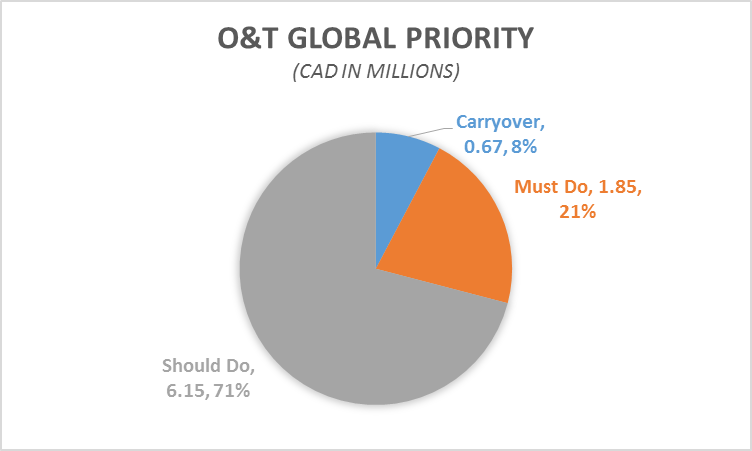 O&T GLOBAL PRIORITY
(CAD IN MILLIONS)
Carryover,
0.67, 8%
Must Do, 1.85,
21%
Should Do,
6.15, 71%